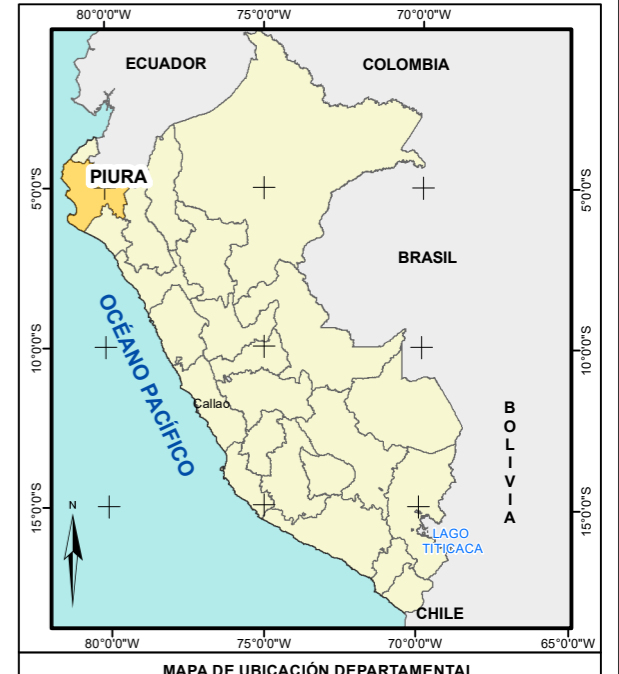 80°0'0"W 75°0'0"W 70°0'0"W
ECUADOR COLOMBIA
PIURA
5°0'0"S 5°0'0"S
BRASIL
OCÉANO PACÍFICO
10°0'0"S 10°0'0"S
Callao
BOLIVIA
N
15°0'0"S 15°0'0"S
LAGO
TITICACA
CHILE
80°0'0"W 75°0'0"W 70°0'0"W 65°0'0"W
MAPA DE UBICACIÓN DEPARTAMENTAL